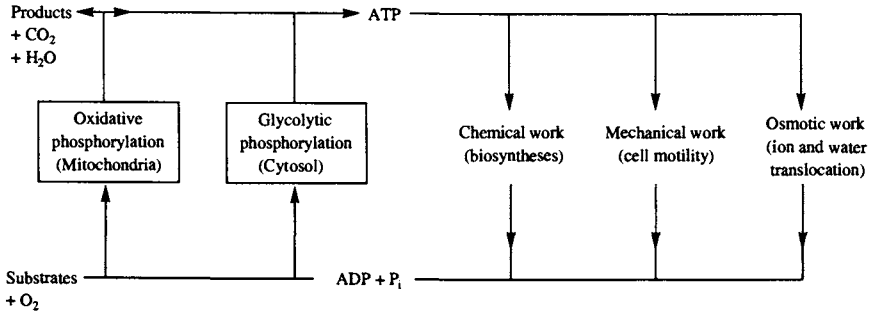 Products
+ CO₂
+ H₂O
ATP
Oxidative
phosphorylation
(Mitochondria)
Glycolytic
phosphorylation
(Cytosol)
Chemical work
(biosyntheses)
Mechanical work
(cell motility)
Osmotic work
(ion and water
translocation)
Substrates
+ O₂
ADP + Pᵢ